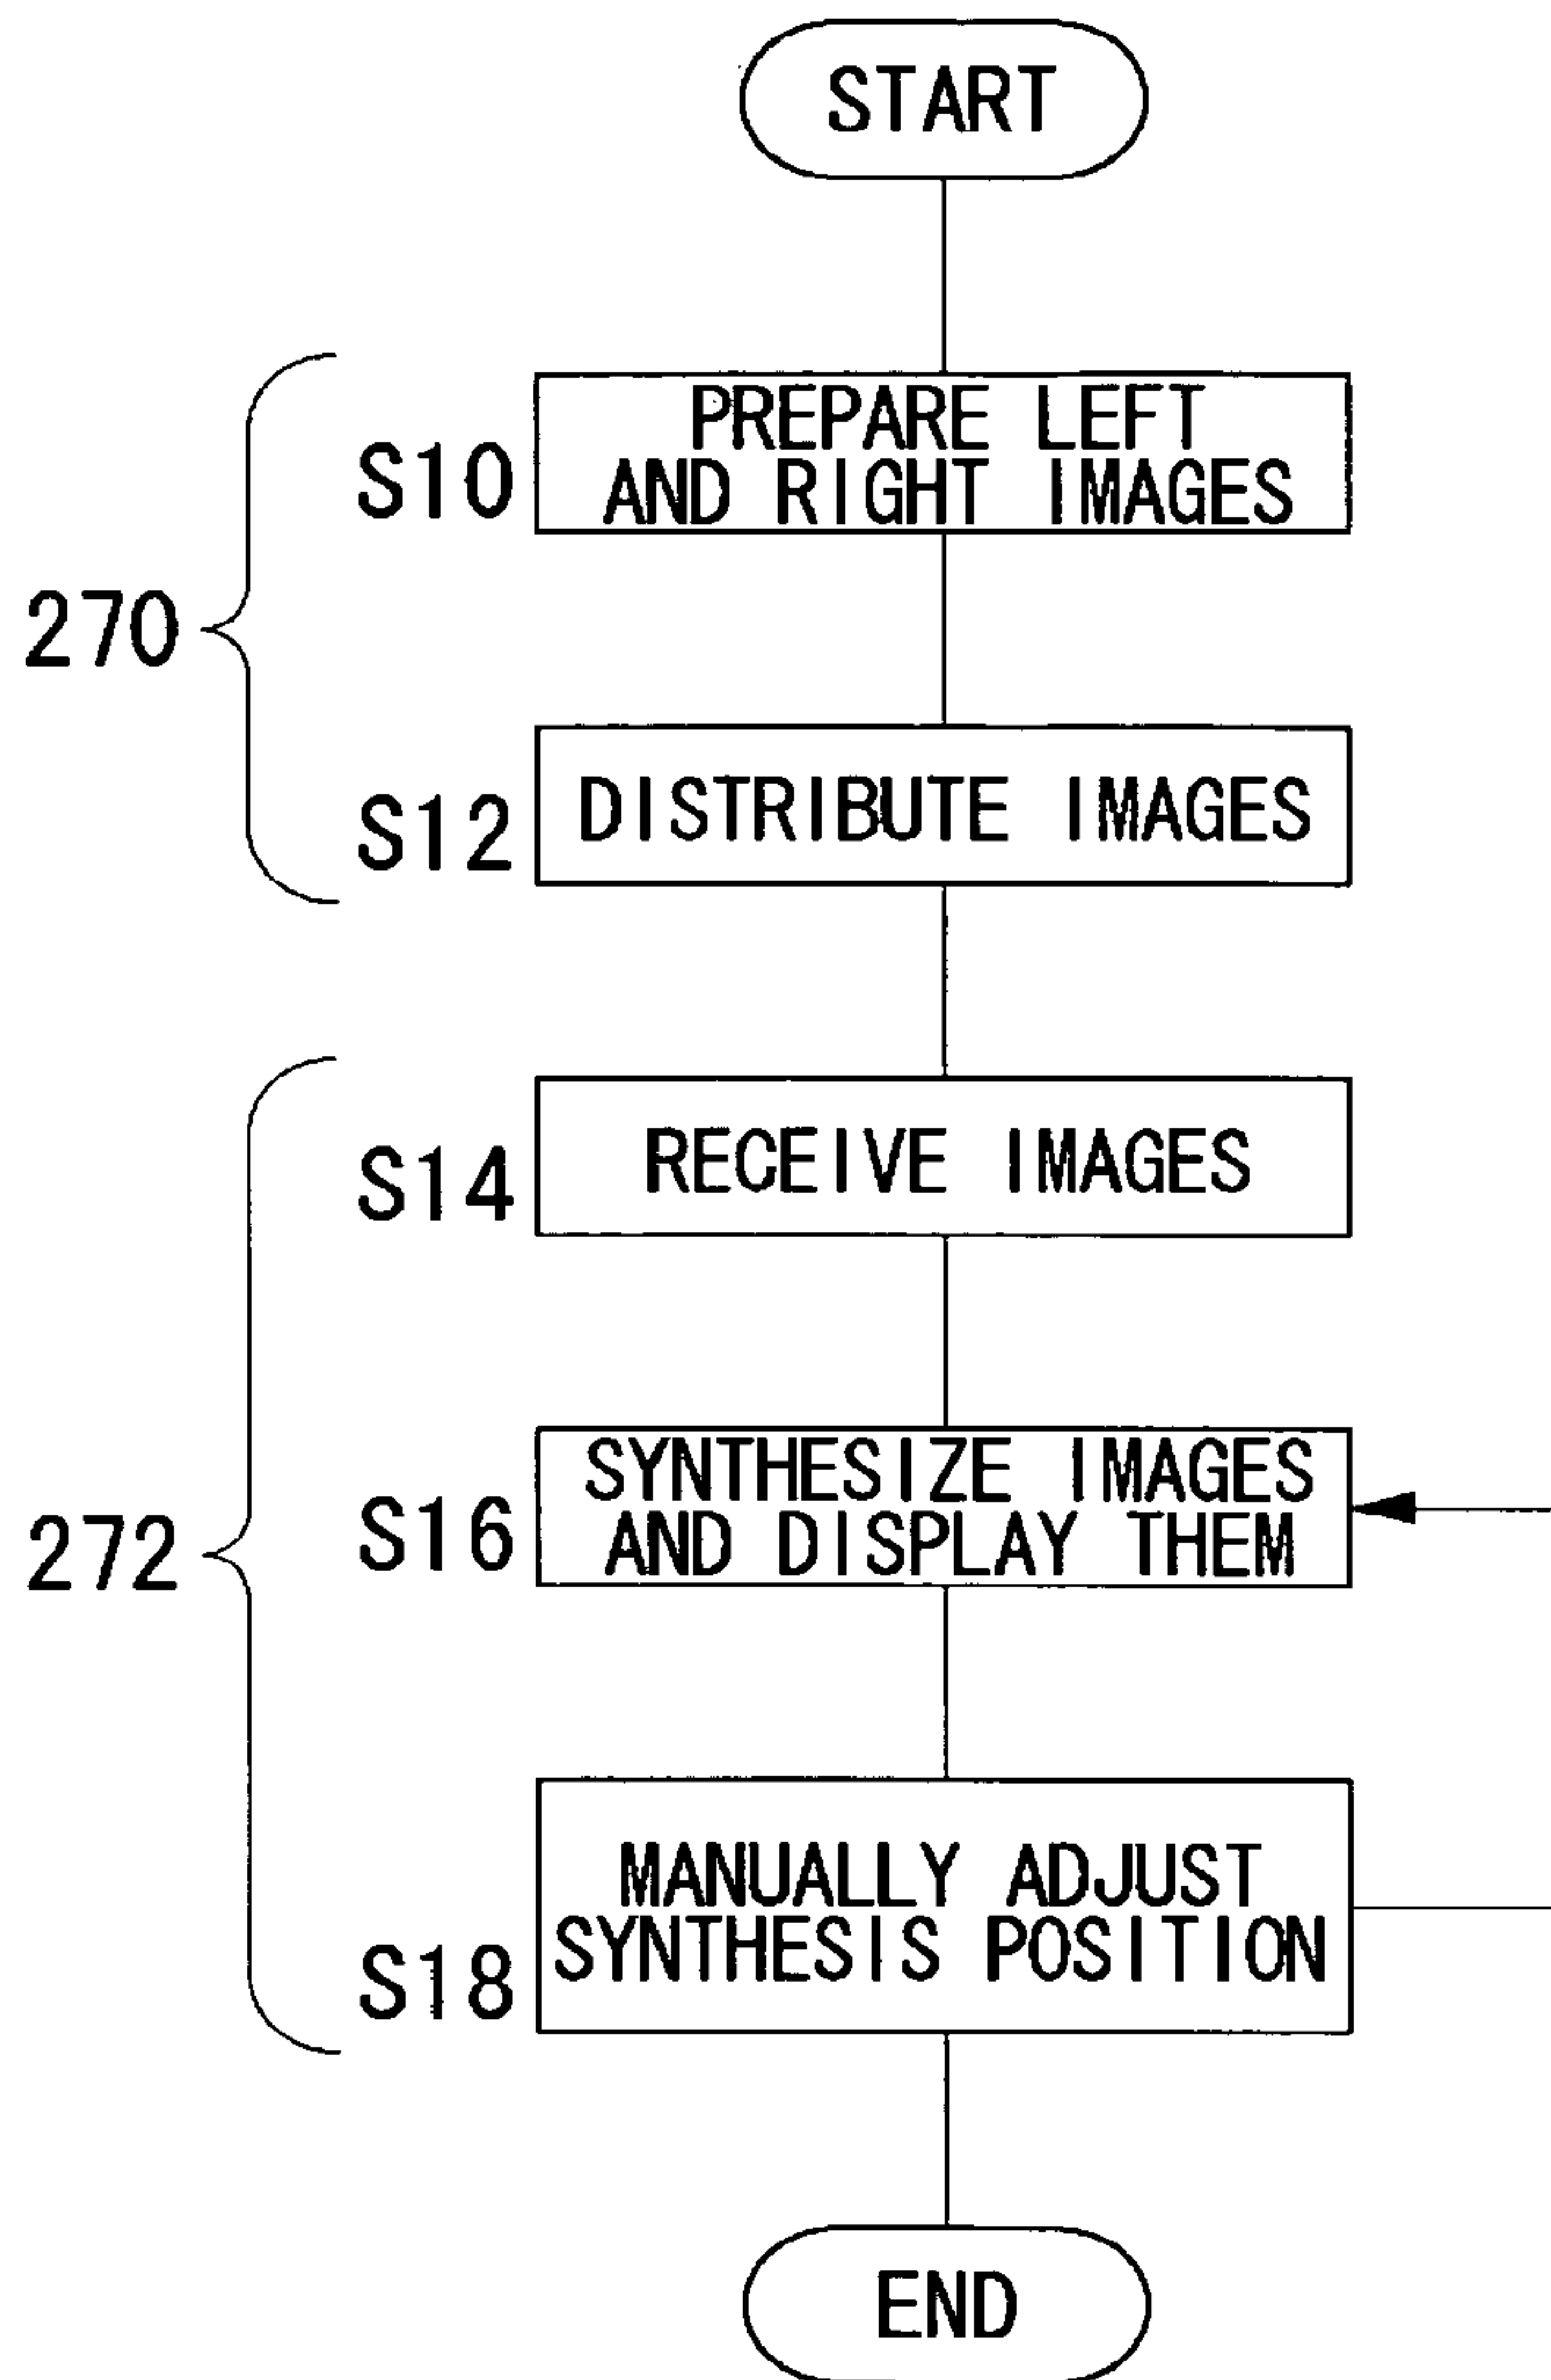 START
PREPARE LEFT
AND RIGHT IMAGES
S10
270
S12
DISTRIBUTE IMAGES
S14
RECEIVE IMAGES
SYNTHESIZE IMAGES
AND DISPLAY THEM
S16
272
MANUALLY ADJUST
SYNTHESIS POSITION
S18
END